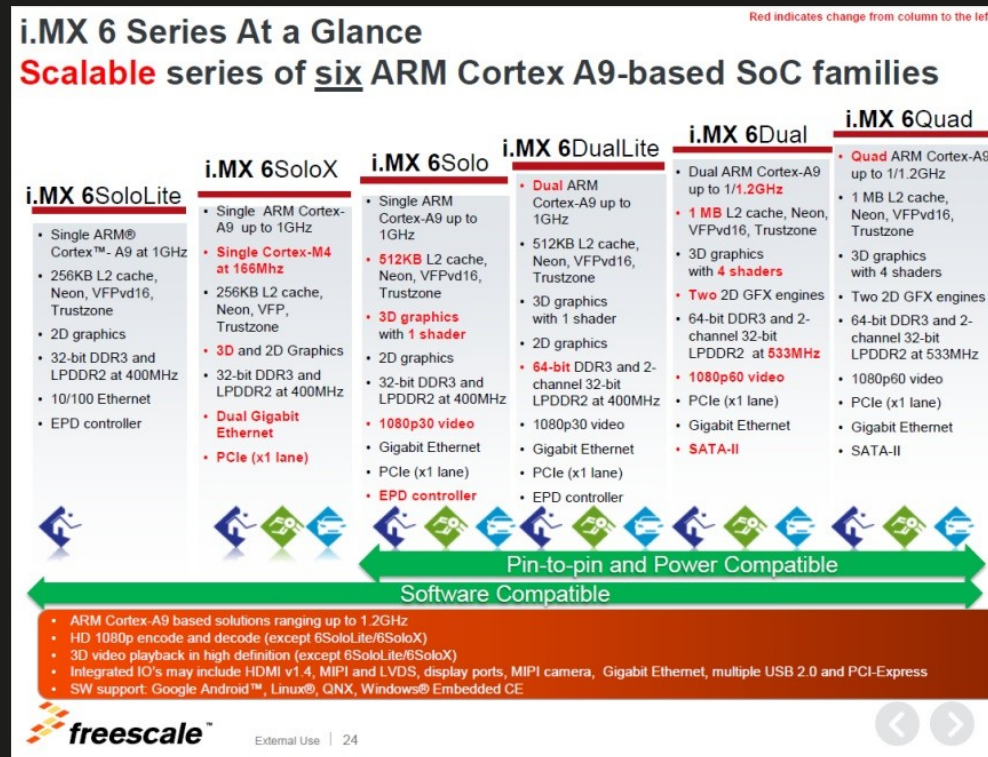 Red indicates change from column to the left
i.MX 6 Series At a Glance
Scalable series of six ARM Cortex A9-based SoC families
i.MX 6SoloLite
• Single ARM®
Cortex™- A9 at 1GHz
• 256KB L2 cache,
Neon, VFPvd16,
Trustzone
• 2D graphics
• 32-bit DDR3 and
LPDDR2 at 400MHz
• 10/100 Ethernet
• EPD controller
i.MX 6SoloX
• Single ARM Cortex-
A9 up to 1GHz
• Single Cortex-M4
at 166Mhz
• 256KB L2 cache,
Neon, VFP,
Trustzone
• 3D and 2D Graphics
• 32-bit DDR3 and
LPDDR2 at 400MHz
• Dual Gigabit
Ethernet
• PCIe (x1 lane)
i.MX 6Solo
• Single ARM
Cortex-A9 up to
1GHz
• 512KB L2 cache,
Neon, VFPvd16,
Trustzone
• 3D graphics
with 1 shader
• 2D graphics
• 32-bit DDR3 and
LPDDR2 at 400MHz
• 1080p30 video
• Gigabit Ethernet
• PCIe (x1 lane)
• EPD controller
i.MX 6DualLite
• Dual ARM
Cortex-A9 up to
1GHz
• 512KB L2 cache,
Neon, VFPvd16,
Trustzone
• 3D graphics
with 1 shader
• 2D graphics
• 64-bit DDR3 and 2-
channel 32-bit
LPDDR2 at 400MHz
• 1080p30 video
• Gigabit Ethernet
• PCIe (x1 lane)
• EPD controller
i.MX 6Dual
• Dual ARM Cortex-A9
up to 1/1.2GHz
• 1 MB L2 cache, Neon,
VFPvd16, Trustzone
• 3D graphics
with 4 shaders
• Two 2D GFX engines
• 64-bit DDR3 and 2-
channel 32-bit
LPDDR2 at 533MHz
• 1080p60 video
• PCIe (x1 lane)
• Gigabit Ethernet
• SATA-II
i.MX 6Quad
• Quad ARM Cortex-A9
up to 1/1.2GHz
• 1 MB L2 cache,
Neon, VFPvd16,
Trustzone
• 3D graphics
with 4 shaders
• Two 2D GFX engines
• 64-bit DDR3 and 2-
channel 32-bit
LPDDR2 at 533MHz
• 1080p60 video
• PCIe (x1 lane)
• Gigabit Ethernet
• SATA-II
Pin-to-pin and Power Compatible
Software Compatible
• ARM Cortex-A9 based solutions ranging up to 1.2GHz
• HD 1080p encode and decode (except 6SoloLite/6SoloX)
• 3D video playback in high definition (except 6SoloLite/6SoloX)
• Integrated IO's may include HDMI v1.4, MIPI and LVDS, display ports, MIPI camera, Gigabit Ethernet, multiple USB 2.0 and PCI-Express
• SW support: Google Android™, Linux®, QNX, Windows® Embedded CE
freescale™
External Use | 24